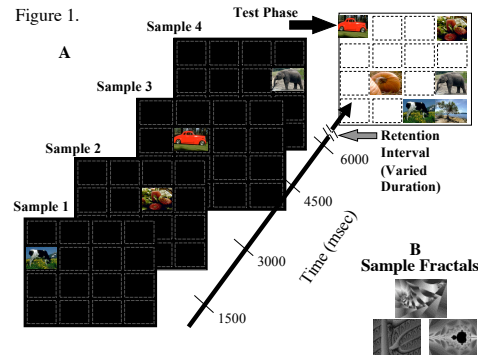 Figure 1.
A
Sample 4
Test Phase
Sample 3
Sample 2
Sample 1
Retention
Interval
(Varied
Duration)
6000
4500
3000
1500
Time (msec)
B
Sample Fractals